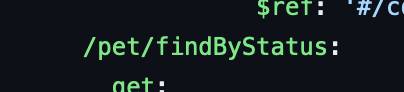 $ref: '#/co
/pet/findByStatus:
get: